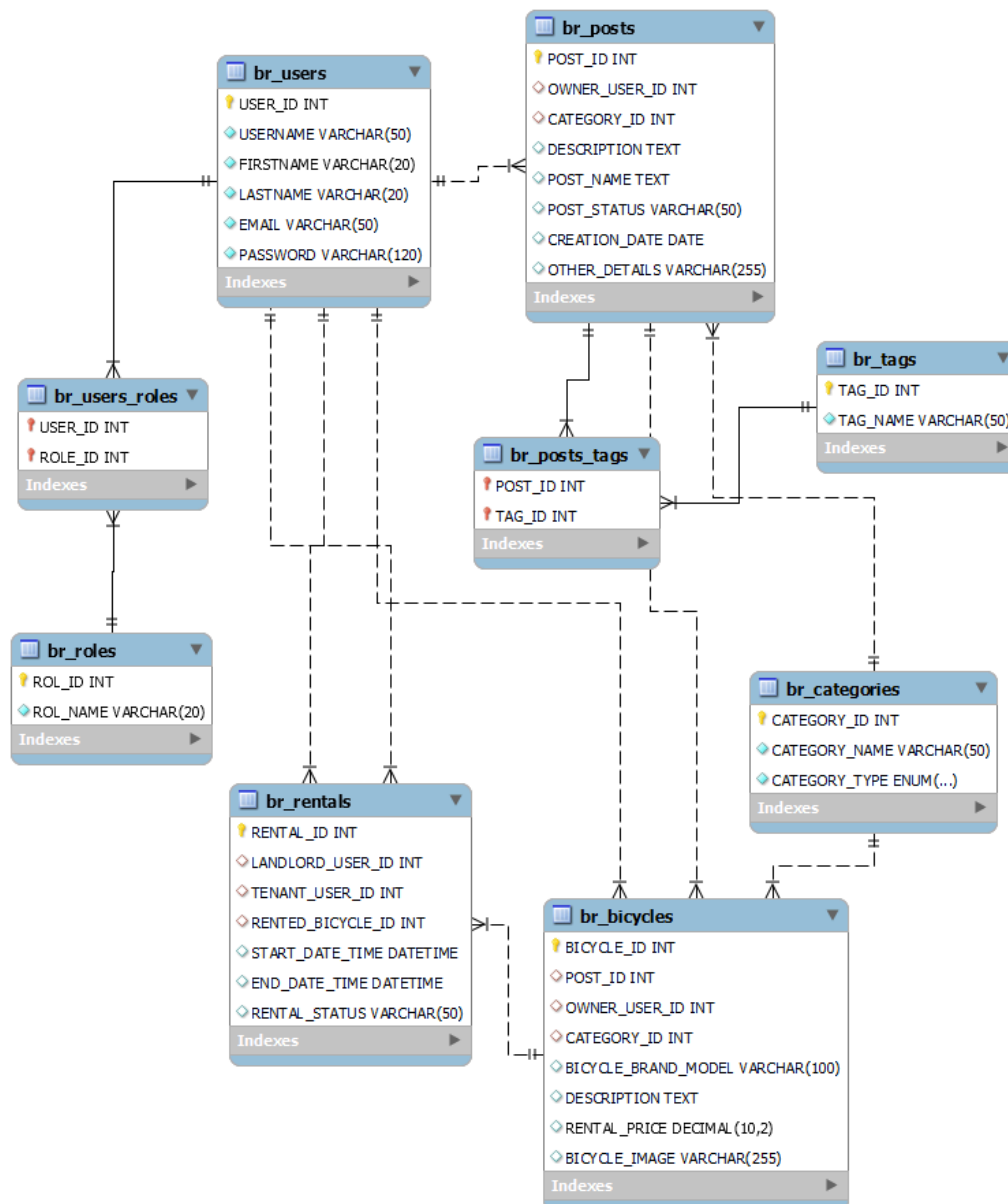 br_posts
POST_ID INT
OWNER_USER_ID INT
CATEGORY_ID INT
DESCRIPTION TEXT
POST_NAME TEXT
POST_STATUS VARCHAR(50)
CREATION_DATE DATE
OTHER_DETAILS VARCHAR(255)
Indexes
br_users
USER_ID INT
USERNAME VARCHAR(50)
FIRSTNAME VARCHAR(20)
LASTNAME VARCHAR(20)
EMAIL VARCHAR(50)
PASSWORD VARCHAR(120)
Indexes
br_tags
TAG_ID INT
TAG_NAME VARCHAR(50)
Indexes
br_users_roles
USER_ID INT
ROLE_ID INT
Indexes
br_posts_tags
POST_ID INT
TAG_ID INT
Indexes
br_roles
ROL_ID INT
ROL_NAME VARCHAR(20)
Indexes
br_categories
CATEGORY_ID INT
CATEGORY_NAME VARCHAR(50)
CATEGORY_TYPE ENUM(...)
Indexes
br_rentals
RENTAL_ID INT
LANDLORD_USER_ID INT
TENANT_USER_ID INT
RENTED_BICYCLE_ID INT
START_DATE_TIME DATETIME
END_DATE_TIME DATETIME
RENTAL_STATUS VARCHAR(50)
Indexes
br_bicycles
BICYCLE_ID INT
POST_ID INT
OWNER_USER_ID INT
CATEGORY_ID INT
BICYCLE_BRAND_MODEL VARCHAR(100)
DESCRIPTION TEXT
RENTAL_PRICE DECIMAL(10,2)
BICYCLE_IMAGE VARCHAR(255)
Indexes